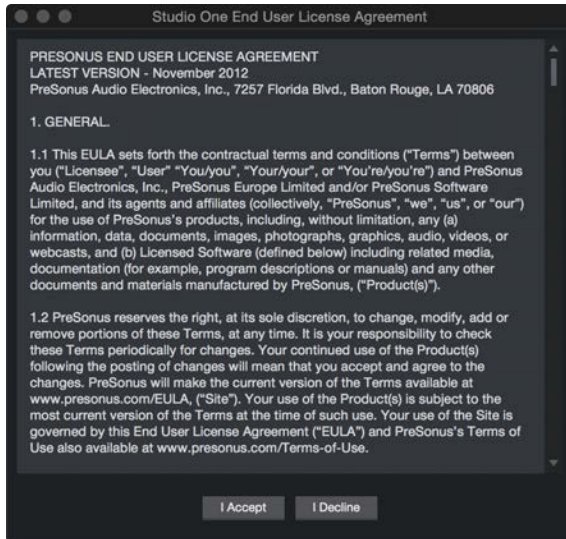 Studio One End User License Agreement
PRESONUS END USER LICENSE AGREEMENT
LATEST VERSION - November 2012
PreSonus Audio Electronics, Inc., 7257 Florida Blvd., Baton Rouge, LA 70806
1. GENERAL.
1.1 This EULA sets forth the contractual terms and conditions (“Terms”) between
you (“Licensee”, “User” “You/you”, “Your/your”, or “You’re/you’re”) and PreSonus
Audio Electronics, Inc., PreSonus Europe Limited and/or PreSonus Software
Limited, and its agents and affiliates (collectively, “PreSonus”, “we”, “us”, or “our”)
for the use of PreSonus’s products, including, without limitation, any (a)
information, data, documents, images, photographs, graphics, audio, videos, or
webcasts, and (b) Licensed Software (defined below) including related media,
documentation (for example, program descriptions or manuals) and any other
documents and materials manufactured by PreSonus, (“Product(s)”).
1.2 PreSonus reserves the right, at its sole discretion, to change, modify, add or
remove portions of these Terms, at any time. It is your responsibility to check
these Terms periodically for changes. Your continued use of the Product(s)
following the posting of changes will mean that you accept and agree to the
changes. PreSonus will make the current version of the Terms available at
www.presonus.com/EULA, (“Site”). Your use of the Product(s) is subject to the
most current version of the Terms at the time of such use. Your use of the Site is
governed by this End User License Agreement (“EULA”) and PreSonus’s Terms of
Use also available at www.presonus.com/Terms-of-Use.
I Accept
I Decline